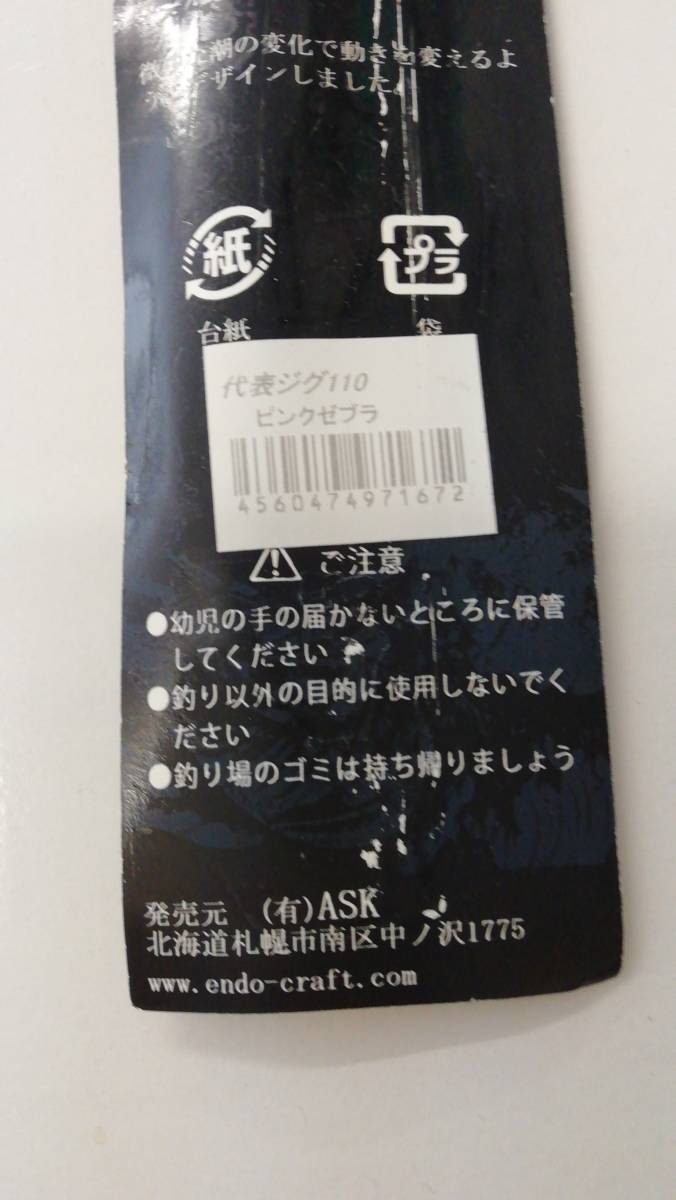 潮の変化で動きを変えるよ
デザインしました。
紙
プラ
台紙
袋
代表ジグ110
ピンクゼブラ
4560474971672
ご注意
●幼児の手の届かないところに保管
してください
●釣り以外の目的に使用しないでく
ださい
●釣り場のゴミは持ち帰りましょう
発売元 (有)ASK
北海道札幌市南区中ノ沢1775
www.endo-craft.com